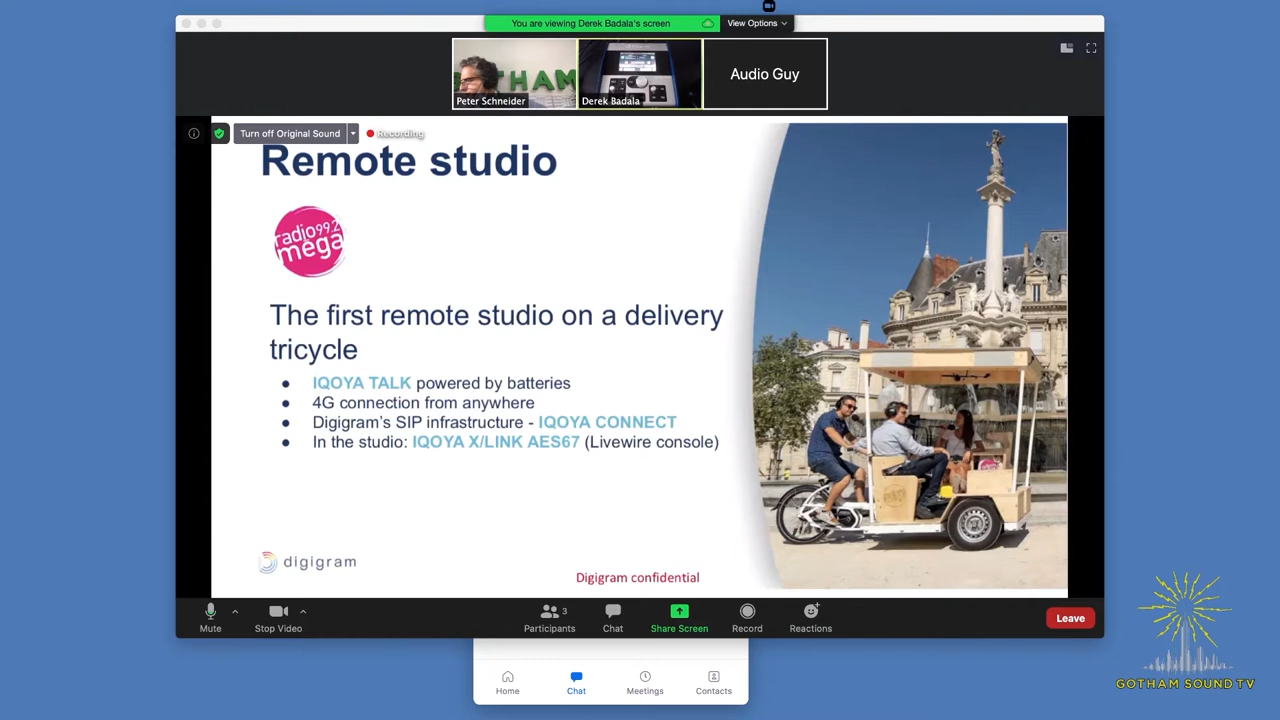 You are viewing Derek Badala's screen
View Options
Peter Schneider
GOTHAM
Derek Badala
Audio Guy
Turn off Original Sound
Recording
Remote studio
radio 99.2
mega
The first remote studio on a delivery
tricycle
IQOYA TALK powered by batteries
4G connection from anywhere
Digigram's SIP infrastructure - IQOYA CONNECT
In the studio: IQOYA X/LINK AES67 (Livewire console)
digigram
Digigram confidential
Mute
Stop Video
Participants
3
Chat
Share Screen
Record
Reactions
Leave
Home
Chat
Meetings
Contacts
GOTHAM SOUND TV